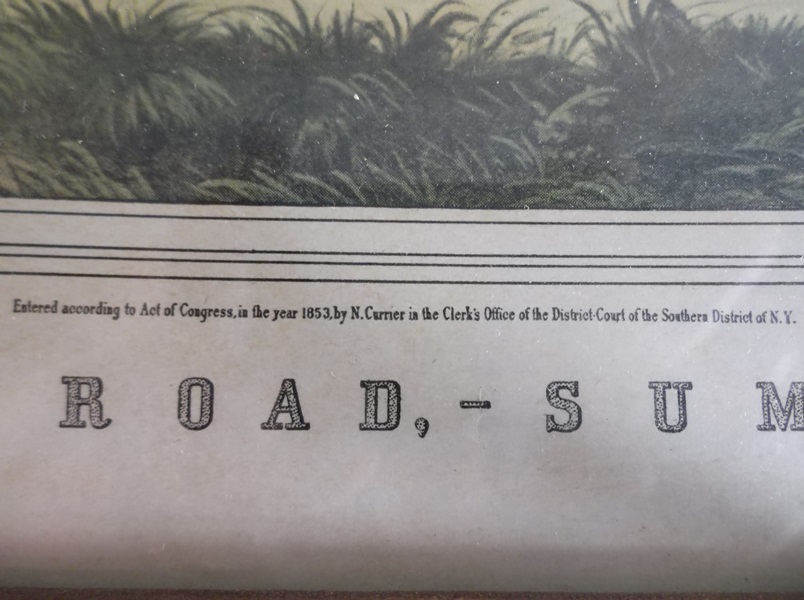 Entered according to Act of Congress, in the year 1853, by N. Currier in the Clerk's Office of the District-Court of the Southern District of N.Y.
ROAD,- SUM